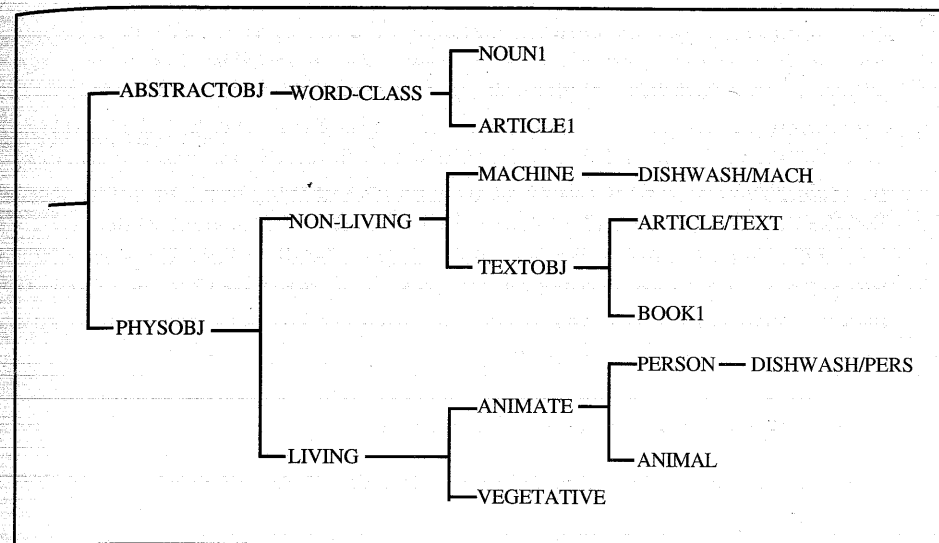 NOUN1
ABSTRACTOBJ WORD-CLASS
ARTICLE1
MACHINE DISHWASH/MACH
NON-LIVING
ARTICLE/TEXT
TEXTOBJ
BOOK1
PHYSOBJ
PERSON DISHWASH/PERS
ANIMATE
LIVING
ANIMAL
VEGETATIVE